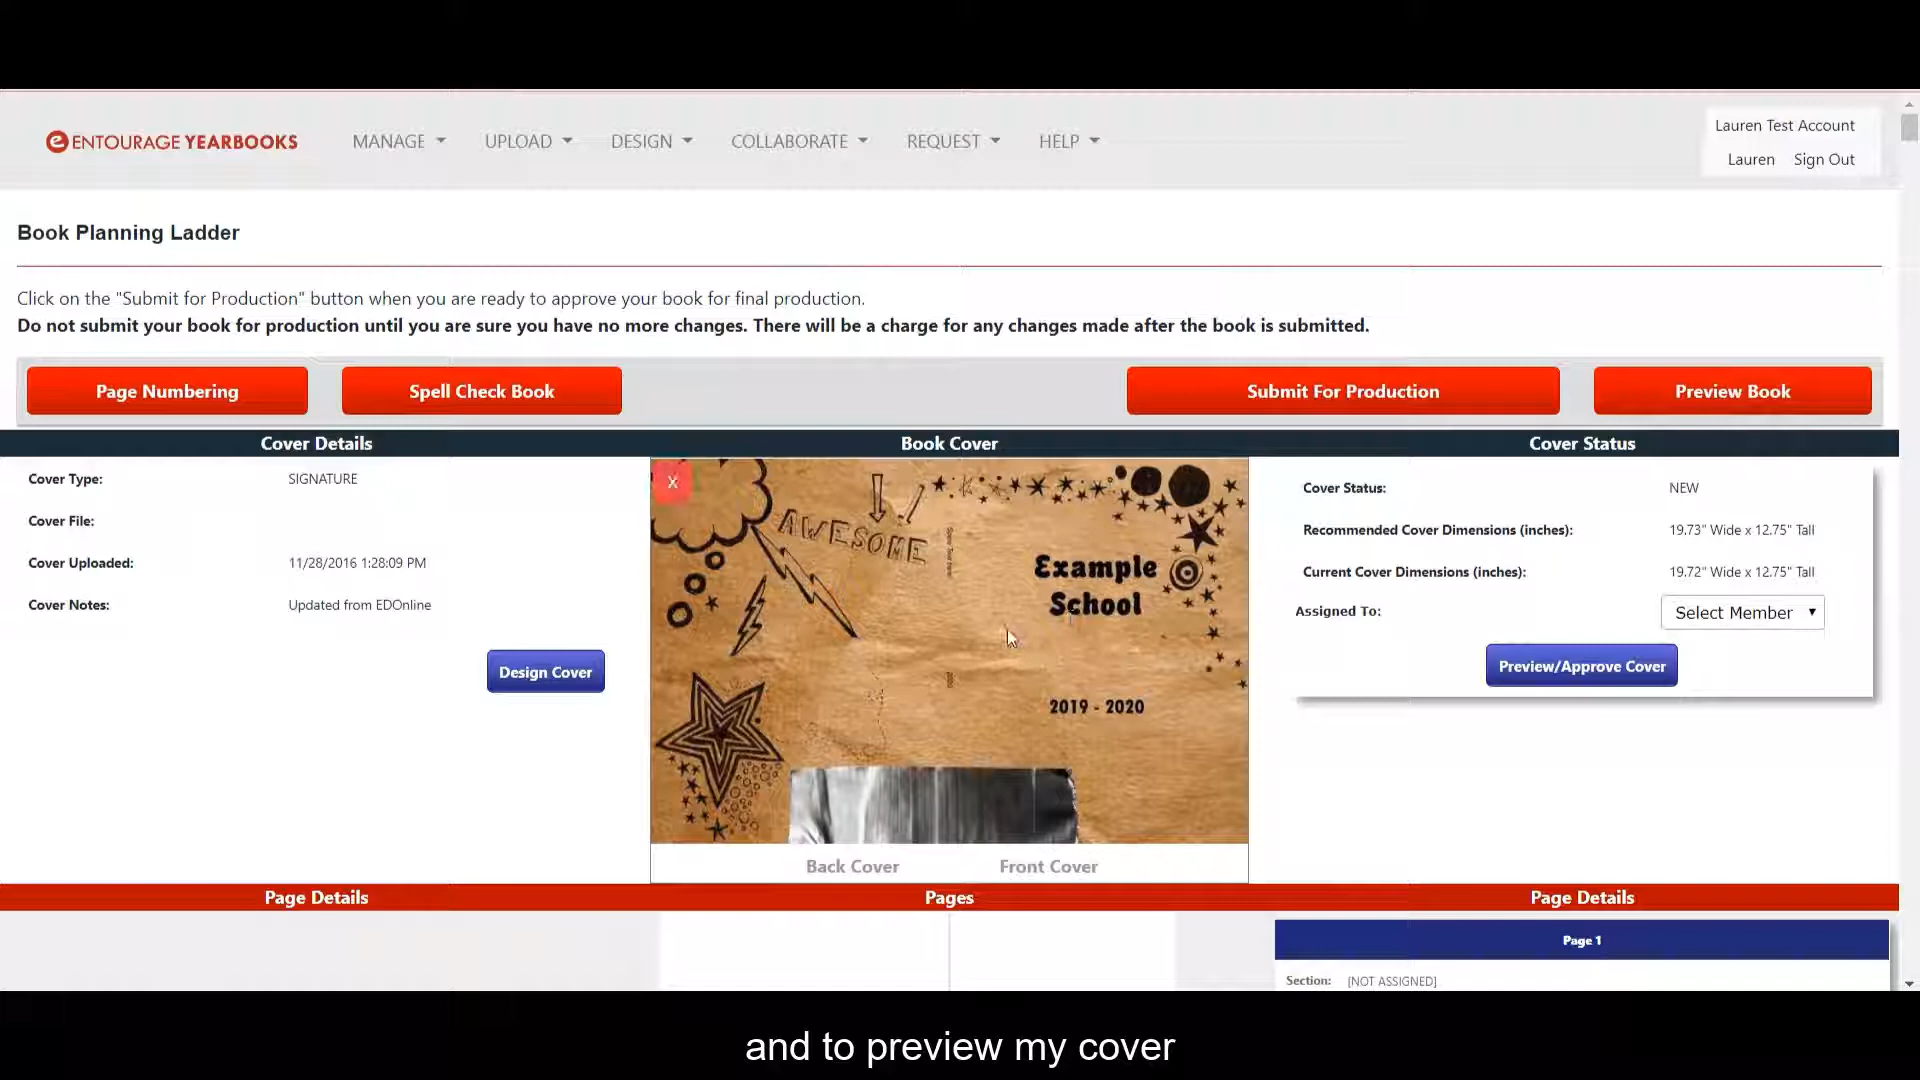 ENTOURAGE YEARBOOKS
MANAGE
UPLOAD
DESIGN
COLLABORATE
REQUEST
HELP
Lauren Test Account
Lauren Sign Out
Book Planning Ladder
Click on the "Submit for Production" button when you are ready to approve your book for final production.
Do not submit your book for production until you are sure you have no more changes. There will be a charge for any changes made after the book is submitted.
Page Numbering
Spell Check Book
Submit For Production
Preview Book
Cover Details
Book Cover
Cover Status
Cover Type: SIGNATURE
Cover File:
Cover Uploaded: 11/28/2016 1:28:09 PM
Cover Notes: Updated from EDOnline
Design Cover
X
AWESOME
Example
School
2019 - 2020
Back Cover
Front Cover
Cover Status: NEW
Recommended Cover Dimensions (inches): 19.73" Wide x 12.75" Tall
Current Cover Dimensions (inches): 19.72" Wide x 12.75" Tall
Assigned To: Select Member
Preview/Approve Cover
Page Details
Pages
Page Details
Page 1
Section: [NOT ASSIGNED]
and to preview my cover